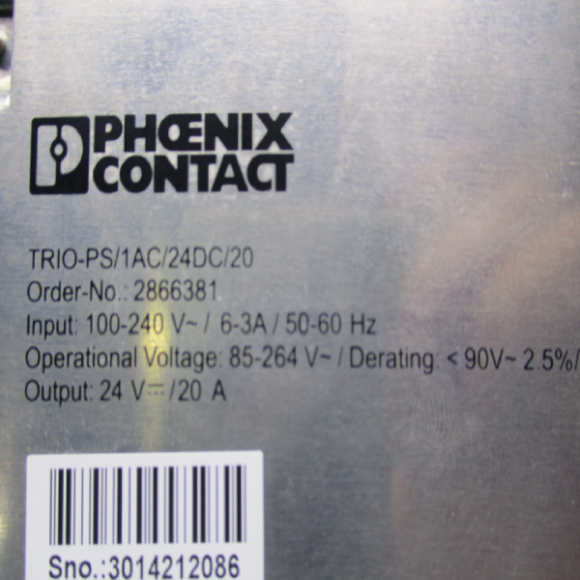 PHŒNIX
CONTACT
TRIO-PS/1AC/24DC/20
Order-No.: 2866381
Input: 100-240 V~ / 6-3A / 50-60 Hz
Operational Voltage: 85-264 V~ / Derating: < 90V~ 2.5%/
Output: 24 V⎓ /20 A
Sno.:3014212086